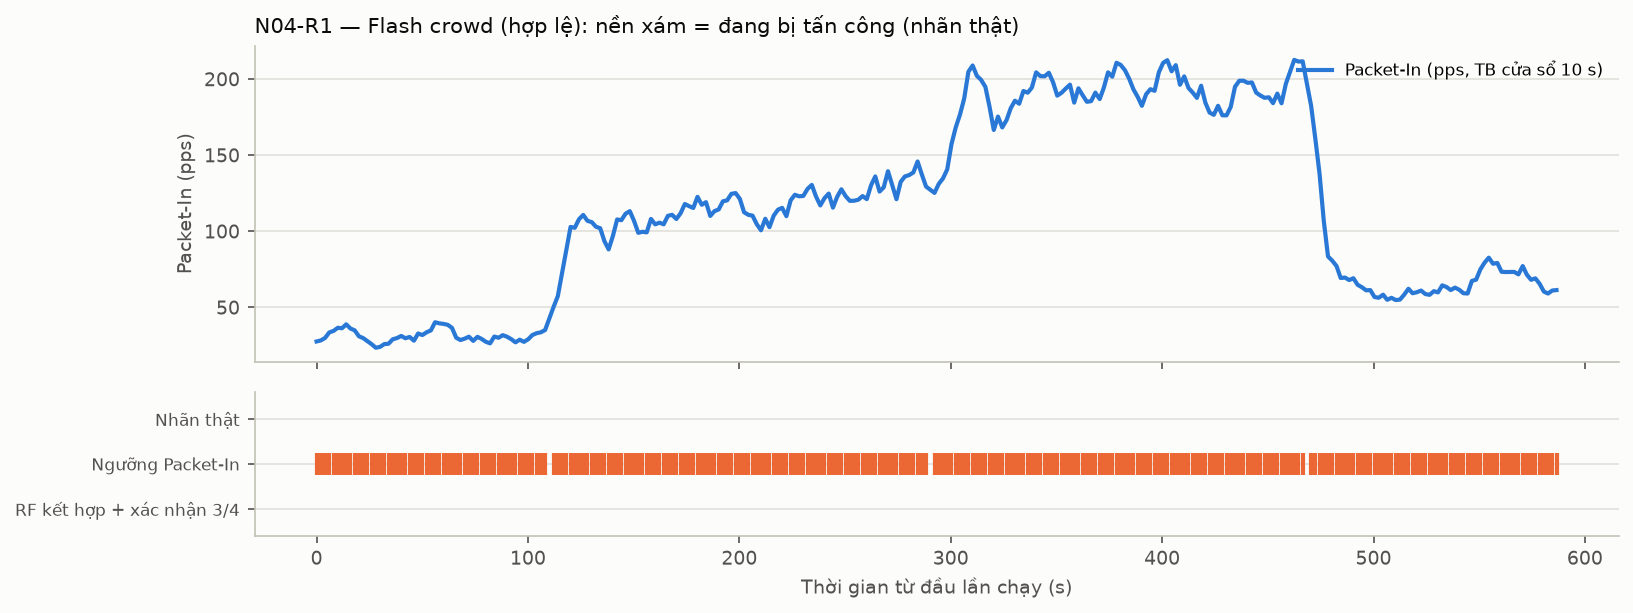 N04-R1 — Flash crowd (hợp lệ): nền xám = đang bị tấn công (nhãn thật)
Packet-In (pps, TB cửa sổ 10 s)
Packet-In (pps)
200
150
100
50
Nhãn thật
Ngưỡng Packet-In
RF kết hợp + xác nhận 3/4
0 100 200 300 400 500 600
Thời gian từ đầu lần chạy (s)